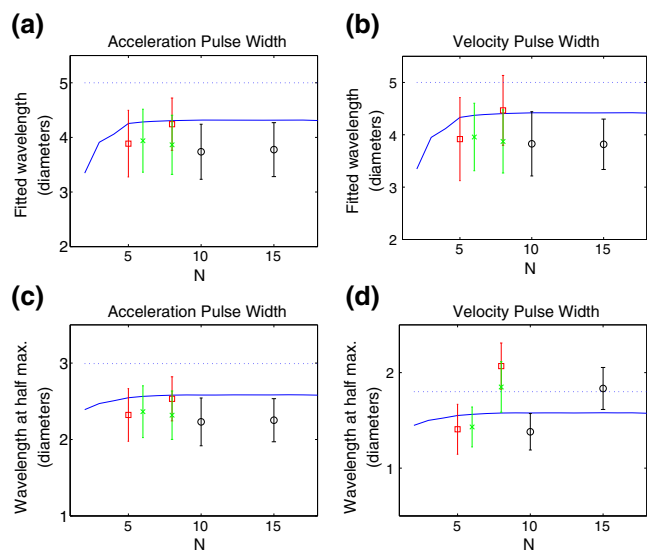 (a)
Acceleration Pulse Width
Fitted wavelength
(diameters)
5
4
3
2
5
10
15
N
(b)
Velocity Pulse Width
Fitted wavelength
(diameters)
5
4
3
2
5
10
15
N
(c)
Acceleration Pulse Width
Wavelength at half max.
(diameters)
3
2
1
5
10
15
N
(d)
Velocity Pulse Width
Wavelength at half max.
(diameters)
2
1
5
10
15
N